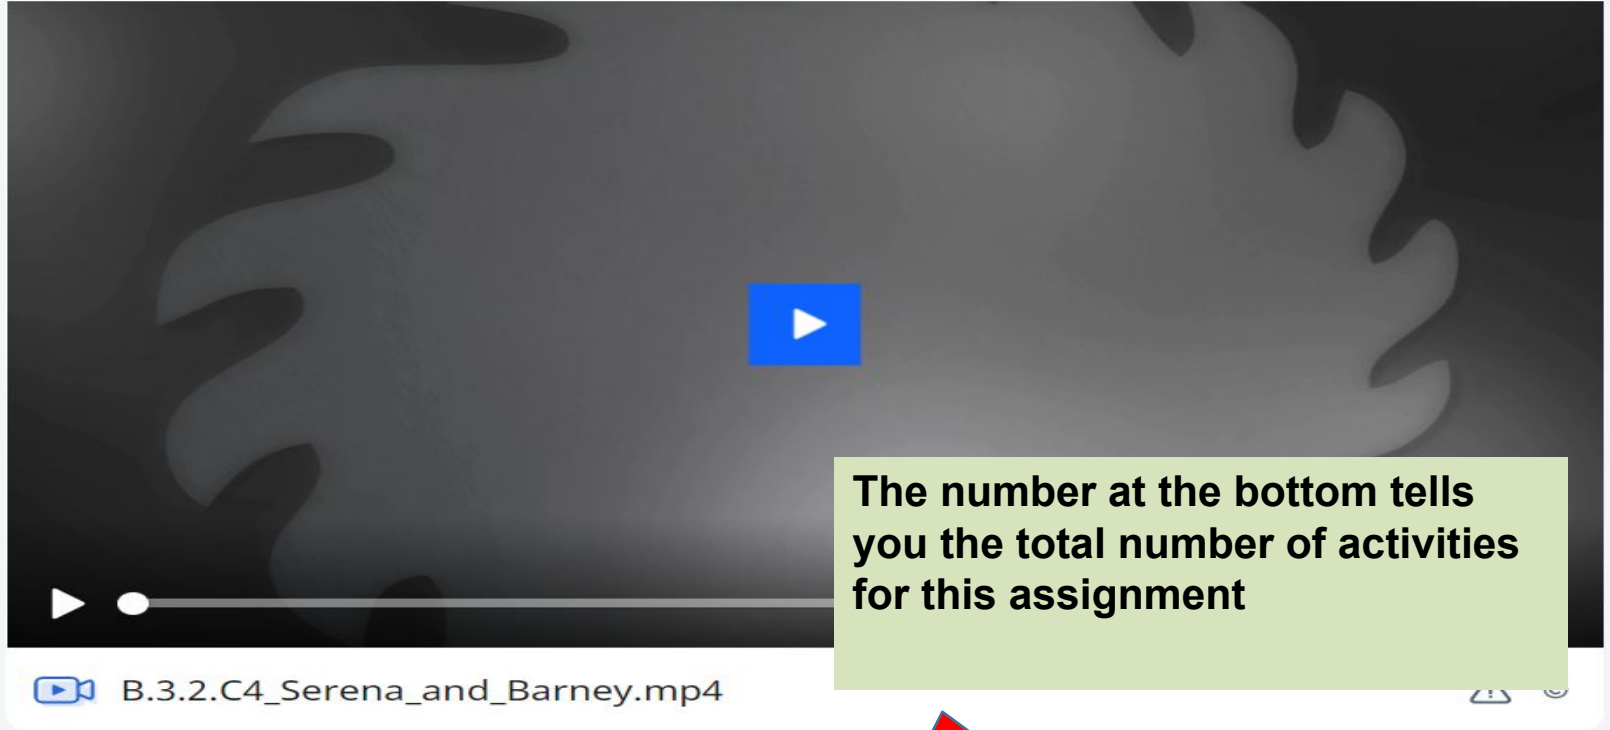 The number at the bottom tells
you the total number of activities
for this assignment
B.3.2.C4_Serena_and_Barney.mp4
©